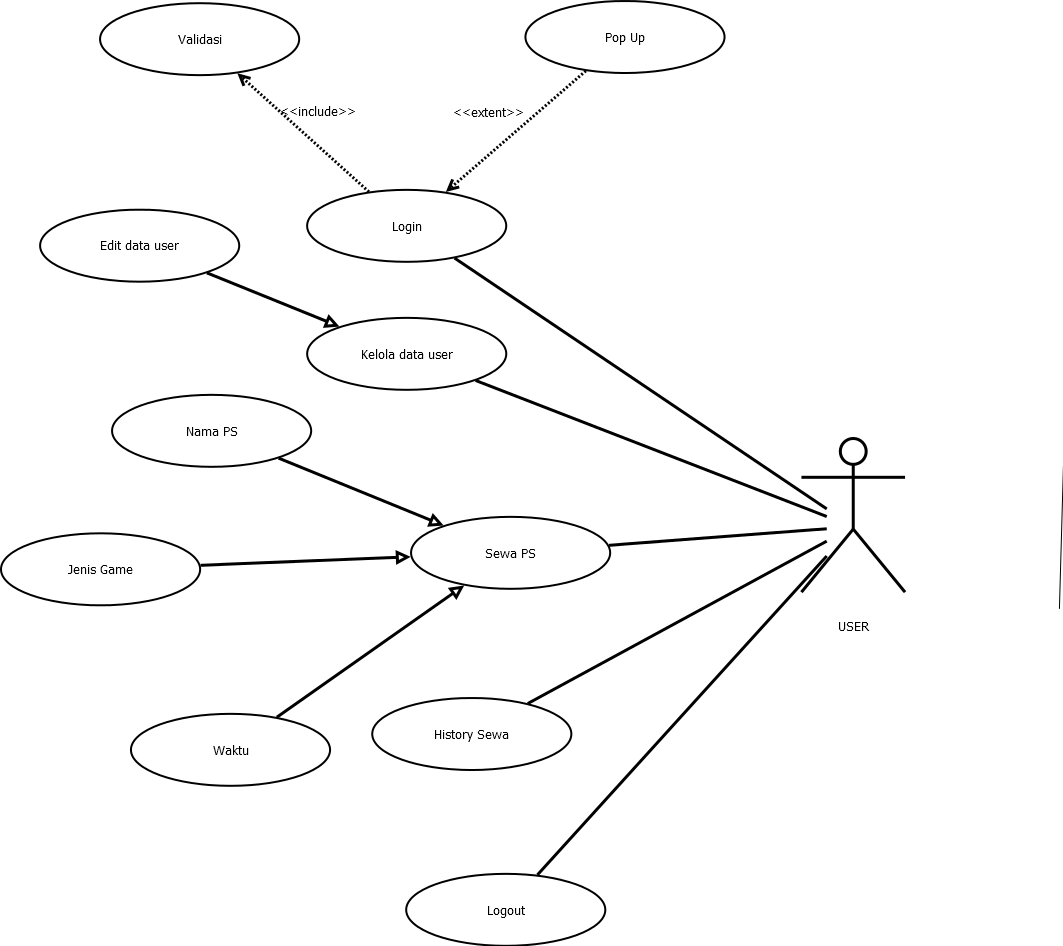 Validasi
Pop Up
<<include>>
<<extent>>
Login
Edit data user
Kelola data user
Nama PS
Sewa PS
Jenis Game
USER
History Sewa
Waktu
Logout